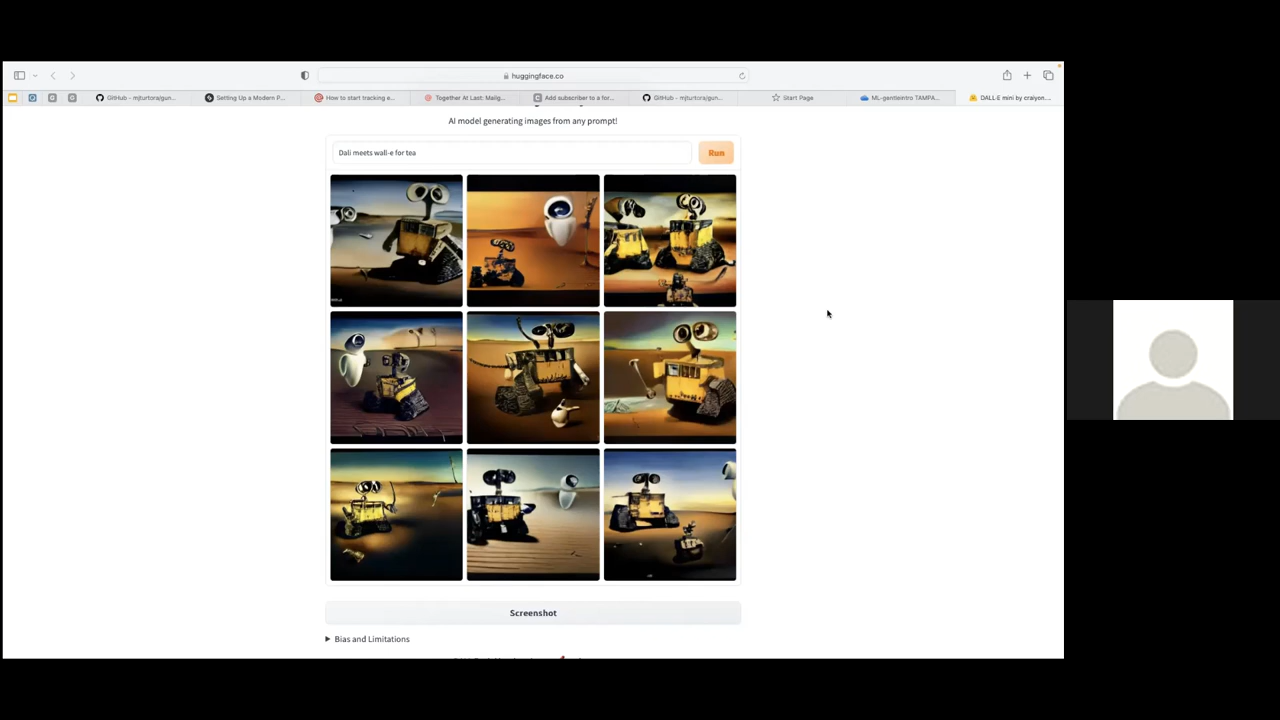 huggingface.co
GitHub - mjturtora/gun...
Setting Up a Modern P...
How to start tracking e...
Together At Last: Mailg...
Add subscriber to a for...
GitHub - mjturtora/gun...
Start Page
ML-gentleintro TAMPA...
DALL-E mini by craiyon....
AI model generating images from any prompt!
Dali meets wall-e for tea
Run
Screenshot
Bias and Limitations